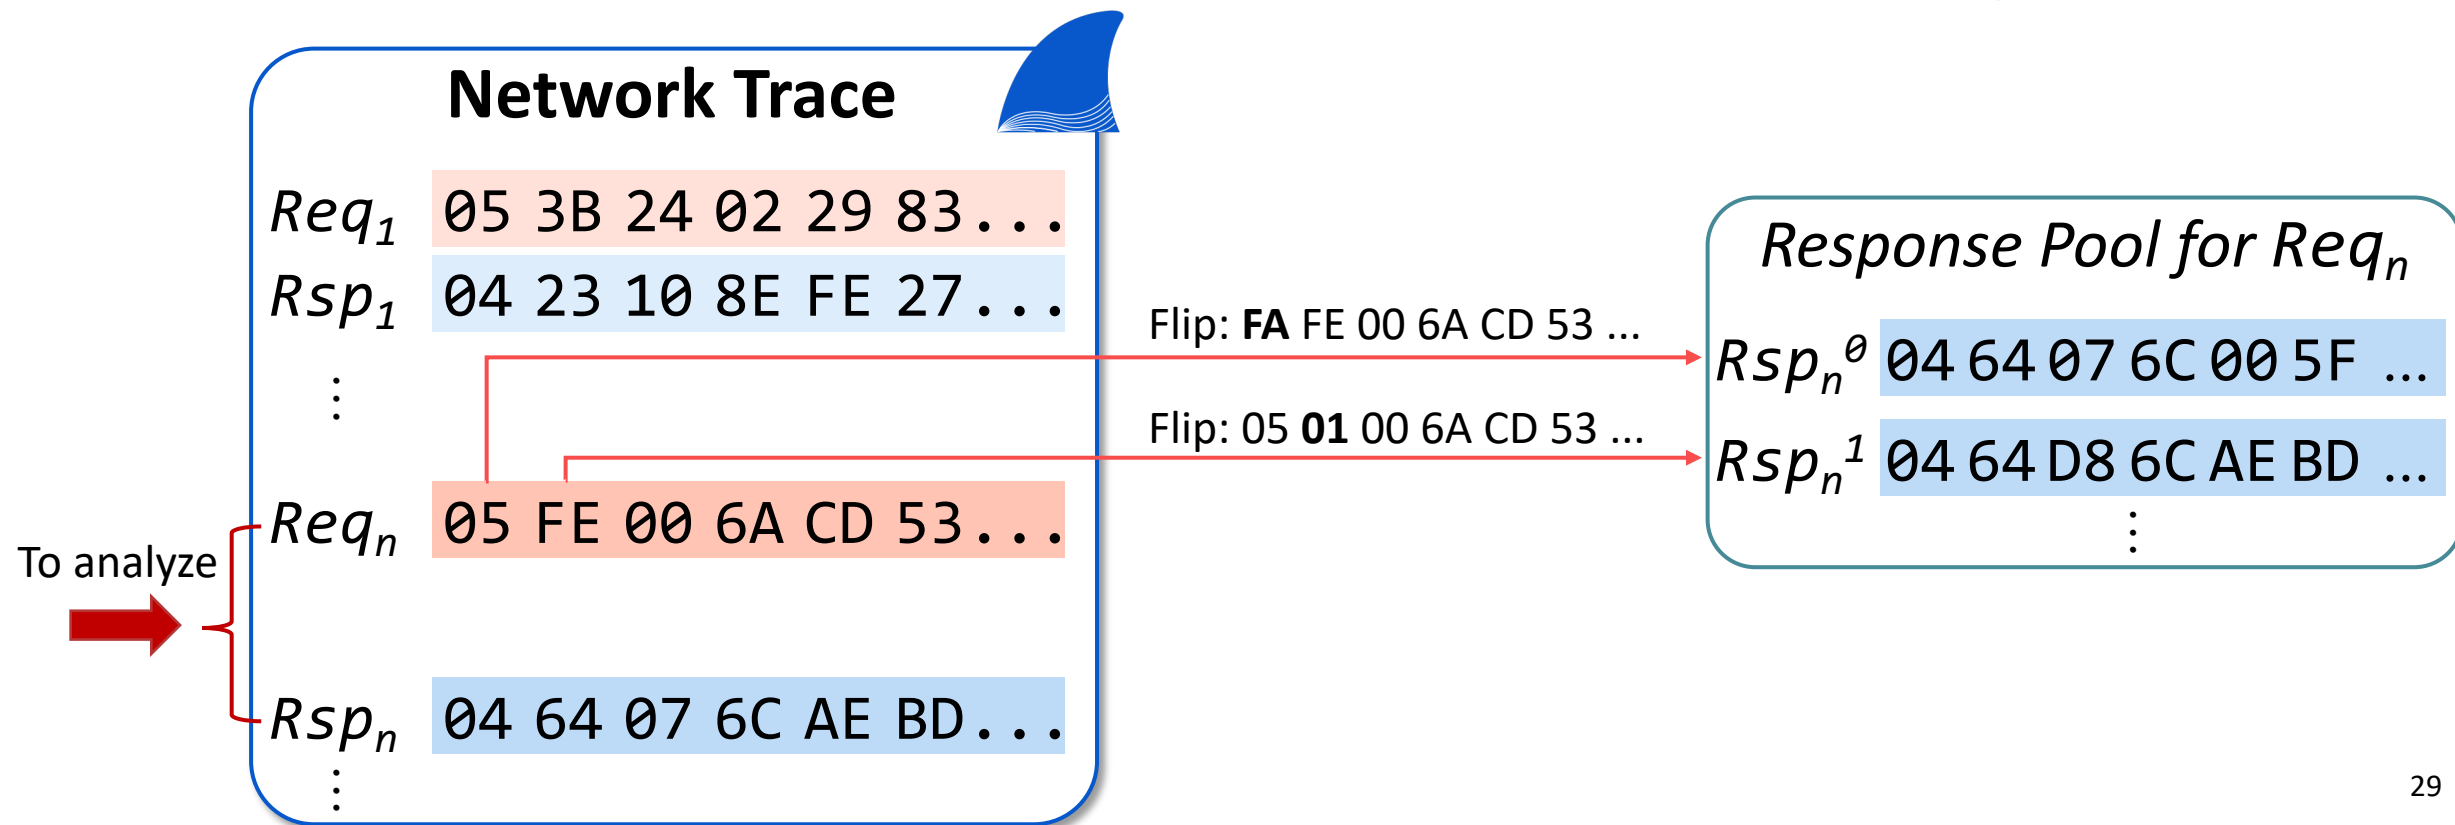 Network Trace
Req1 05 3B 24 02 29 83...
Rsp1 04 23 10 8E FE 27...
⋮
Reqn 05 FE 00 6A CD 53...
Rspn 04 64 07 6C AE BD...
⋮
To analyze
Flip: FA FE 00 6A CD 53 ...
Flip: 05 01 00 6A CD 53 ...
Response Pool for Reqn
Rspn0 04 64 07 6C 00 5F ...
Rspn1 04 64 D8 6C AE BD ...
⋮
29